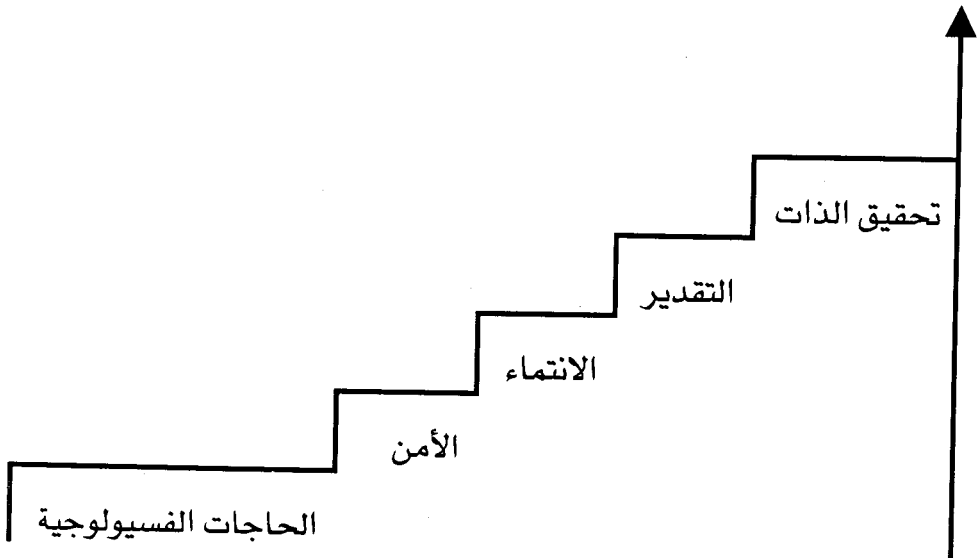 تحقيق الذات
التقدير
الانتماء
الأمن
الحاجات الفسيولوجية